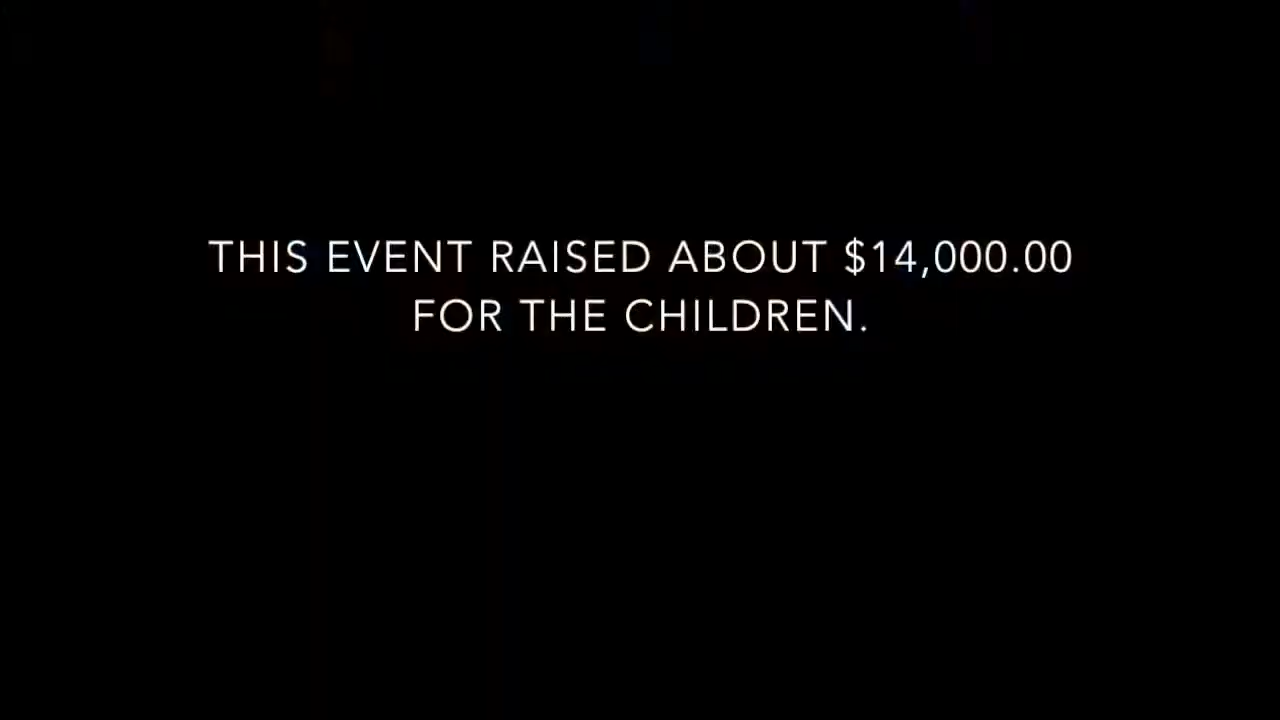 THIS EVENT RAISED ABOUT $14,000.00
FOR THE CHILDREN.